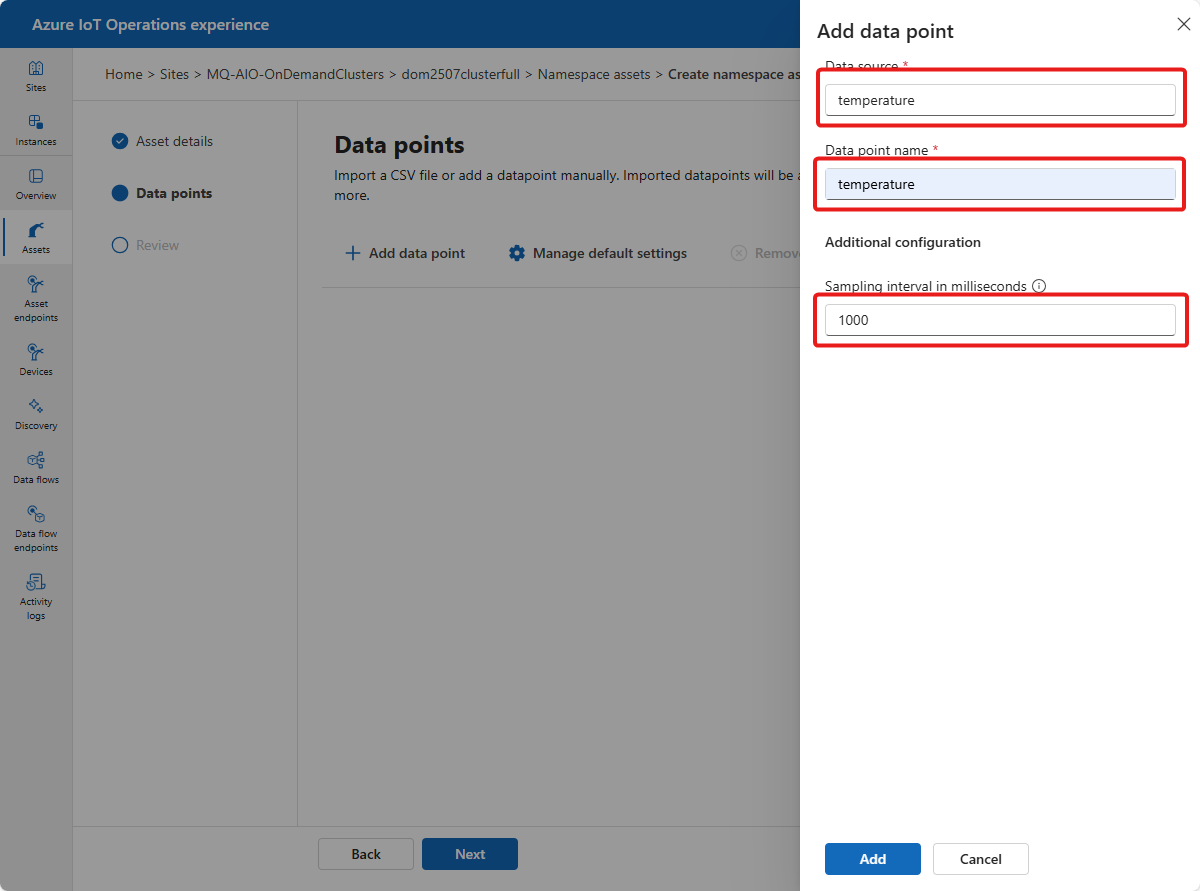 Azure IoT Operations experience
Home > Sites > MQ-AIO-OnDemandClusters > dom2507clusterfull > Namespace assets > Create namespace as
Sites
Instances
Overview
Assets
Asset
endpoints
Devices
Discovery
Data flows
Data flow
endpoints
Activity
logs
Asset details
Data points
Review
Data points
Import a CSV file or add a datapoint manually. Imported datapoints will be a
more.
Add data point
Manage default settings
Remov
Back
Next
Add data point
Data source *
temperature
Data point name *
temperature
Additional configuration
Sampling interval in milliseconds
1000
Add
Cancel